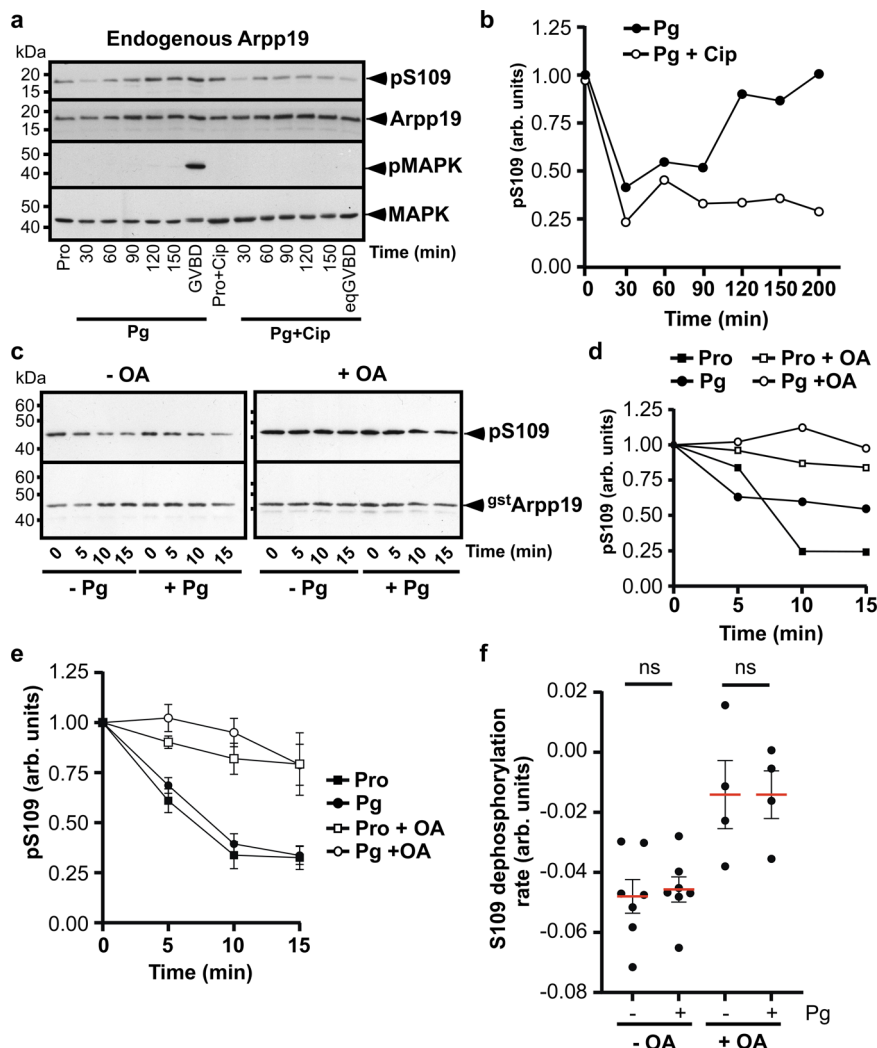 a
Endogenous Arpp19
kDa
20
15
pS109
20
15
Arpp19
50
40
pMAPK
50
40
MAPK
Pro 30 60 90 120 150 GVBD Pro+Cip 30 60 90 120 150 eqGVBD Time (min)
Pg Pg+Cip
b
Pg
Pg + Cip
pS109 (arb. units)
1.25
1.00
0.75
0.50
0.25
0.00
0 30 60 90 120 150 200
Time (min)
c
- OA + OA
kDa
60
50
40
pS109
60
50
40
gstArpp19
0 5 10 15 0 5 10 15 0 5 10 15 0 5 10 15 Time (min)
- Pg + Pg - Pg + Pg
d
Pro Pro + OA
Pg Pg +OA
pS109 (arb. units)
1.25
1.00
0.75
0.50
0.25
0.00
0 5 10 15
Time (min)
e
pS109 (arb. units)
1.25
1.00
0.75
0.50
0.25
0.00
0 5 10 15
Time (min)
Pro
Pg
Pro + OA
Pg +OA
f
ns ns
S109 dephosphorylation
rate (arb. units)
0.02
0.00
-0.02
-0.04
-0.06
-0.08
- + - + Pg
- OA + OA